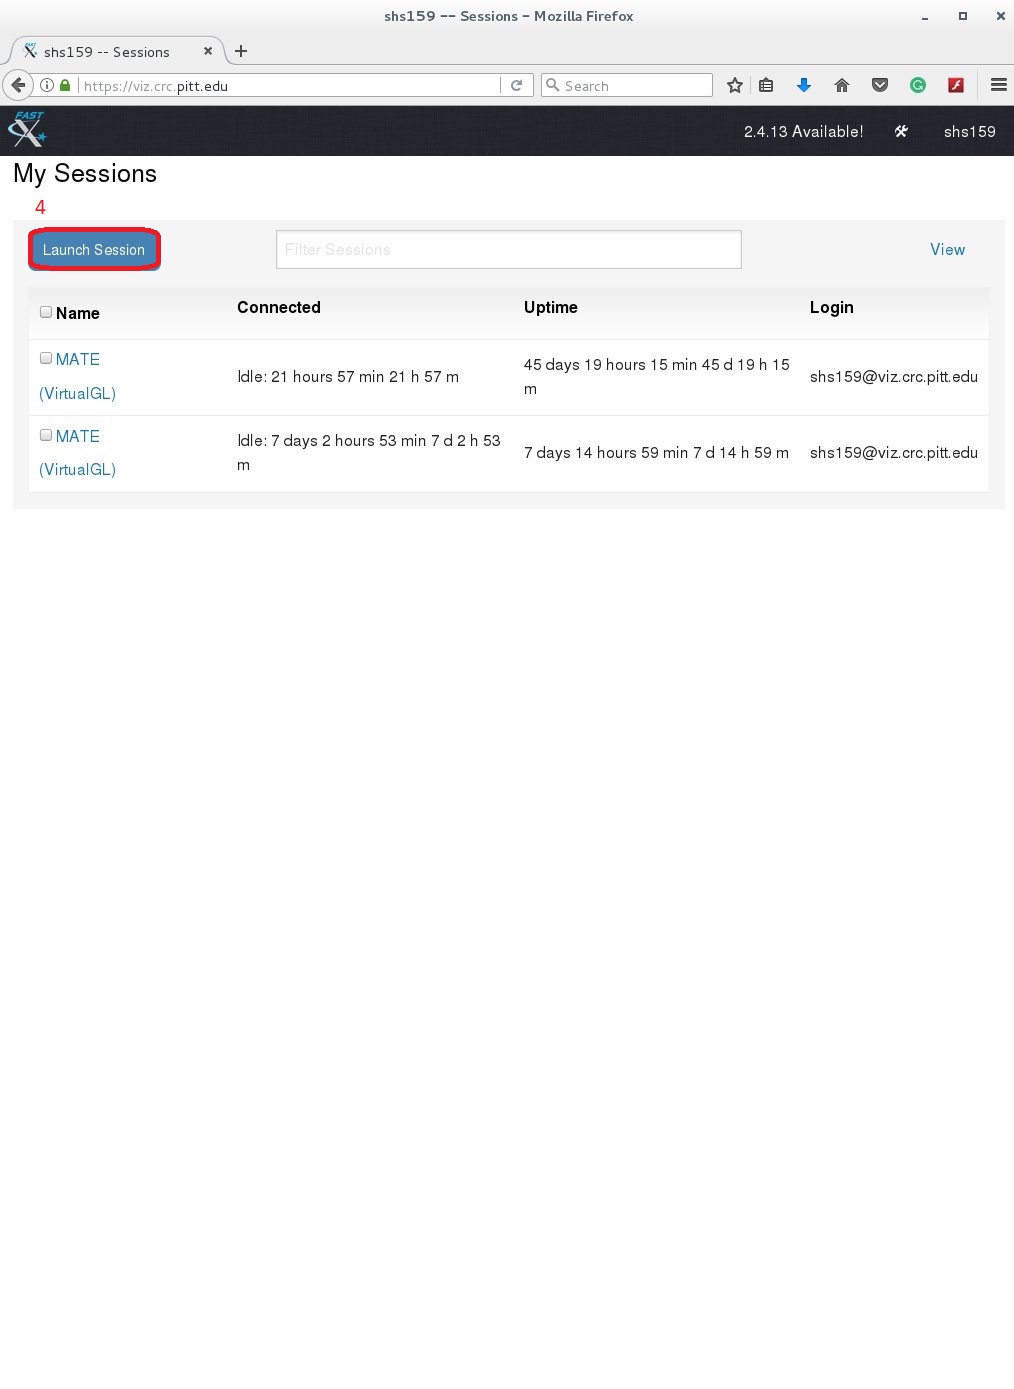 shs159 -- Sessions - Mozilla Firefox
shs159 -- Sessions
https://viz.crc.pitt.edu
Search
FAST
X
2.4.13 Available!
shs159
My Sessions
4
Launch Session
Filter Sessions
View
Name
Connected
Uptime
Login
MATE
(VirtualGL)
Idle: 21 hours 57 min 21 h 57 m
45 days 19 hours 15 min 45 d 19 h 15
m
shs159@viz.crc.pitt.edu
MATE
(VirtualGL)
Idle: 7 days 2 hours 53 min 7 d 2 h 53
m
7 days 14 hours 59 min 7 d 14 h 59 m
shs159@viz.crc.pitt.edu